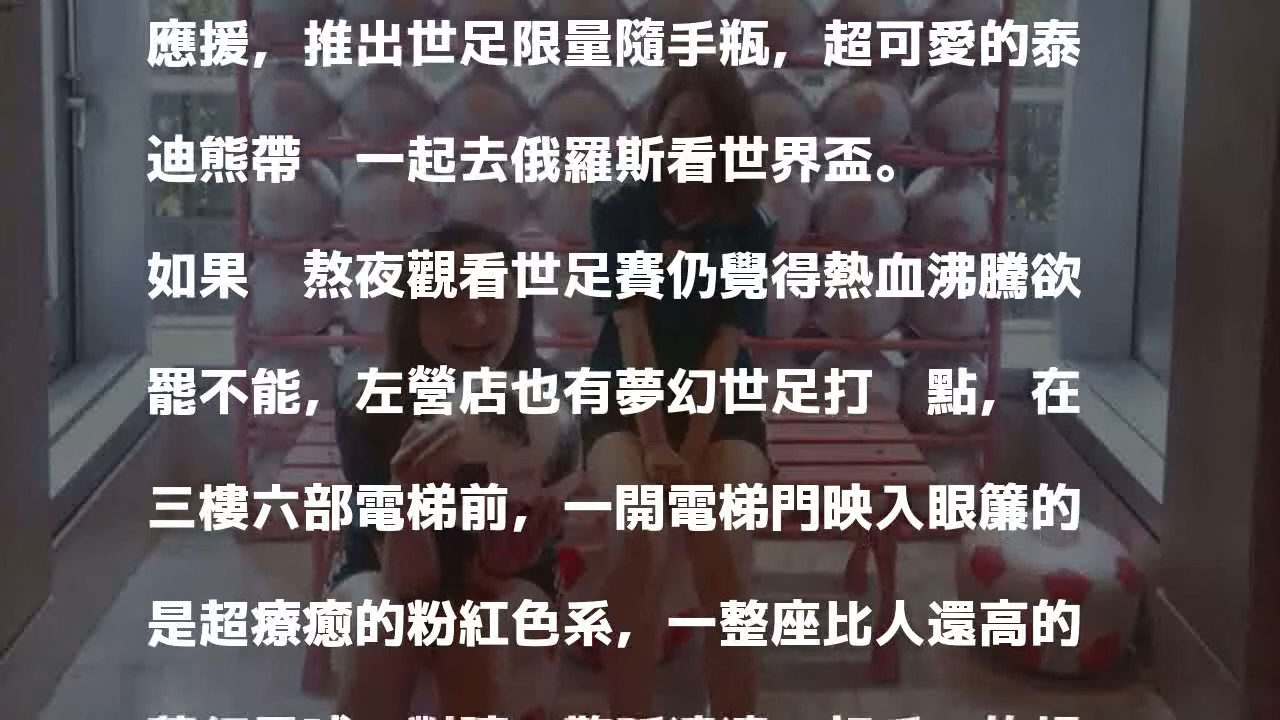 應援，推出世足限量隨手瓶，超可愛的泰
迪熊帶　一起去俄羅斯看世界盃。
如果　熬夜觀看世足賽仍覺得熱血沸騰欲
罷不能，左營店也有夢幻世足打　點，在
三樓六部電梯前，一開電梯門映入眼簾的
是超療癒的粉紅色系，一整座比人還高的